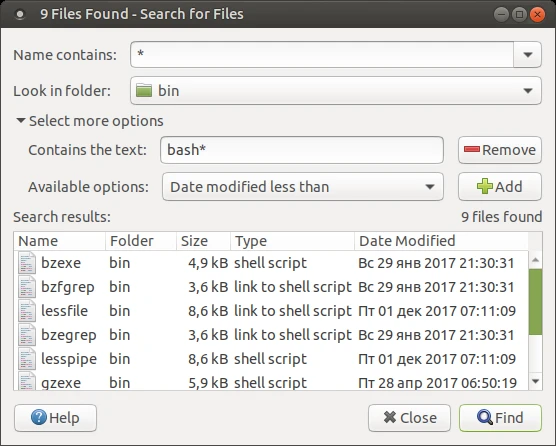 9 Files Found - Search for Files
Name contains: *
Look in folder: bin
Select more options
Contains the text: bash* Remove
Available options: Date modified less than Add
Search results: 9 files found
Name Folder Size Type Date Modified
bzexe bin 4,9 kB shell script Вс 29 янв 2017 21:30:31
bzfgrep bin 3,6 kB link to shell script Вс 29 янв 2017 21:30:31
lessfile bin 8,6 kB link to shell script Пт 01 дек 2017 07:11:09
bzegrep bin 3,6 kB link to shell script Вс 29 янв 2017 21:30:31
lesspipe bin 8,6 kB shell script Пт 01 дек 2017 07:11:09
gzexe bin 5,9 kB shell script Пт 28 апр 2017 06:50:19
Help Close Find